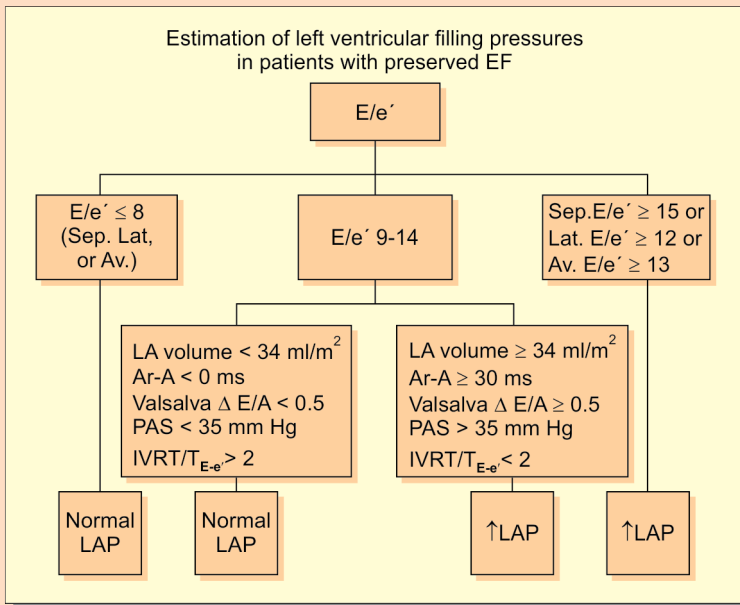 Estimation of left ventricular filling pressures
in patients with preserved EF
E/e´
E/e´ ≤ 8
(Sep. Lat,
or Av.)
E/e´ 9-14
Sep.E/e´ ≥ 15 or
Lat. E/e´ ≥ 12 or
Av. E/e´ ≥ 13
LA volume < 34 ml/m²
Ar-A < 0 ms
Valsalva Δ E/A < 0.5
PAS < 35 mm Hg
IVRT/T_E-e′ > 2
LA volume ≥ 34 ml/m²
Ar-A ≥ 30 ms
Valsalva Δ E/A ≥ 0.5
PAS > 35 mm Hg
IVRT/T_E-e′ < 2
Normal
LAP
Normal
LAP
↑LAP
↑LAP